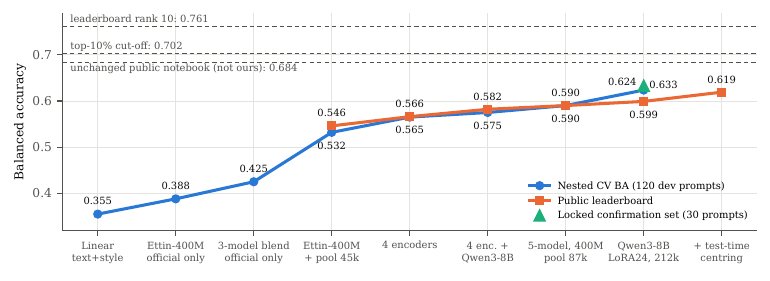 leaderboard rank 10: 0.761
top-10% cut-off: 0.702
unchanged public notebook (not ours): 0.684
Balanced accuracy
0.7
0.6
0.5
0.4
0.355
0.388
0.425
0.546
0.532
0.566
0.565
0.582
0.575
0.590
0.590
0.624
0.633
0.599
0.619
Nested CV BA (120 dev prompts)
Public leaderboard
Locked confirmation set (30 prompts)
Linear
text+style
Ettin-400M
official only
3-model blend
official only
Ettin-400M
+ pool 45k
4 encoders
4 enc. +
Qwen3-8B
5-model, 400M
pool 87k
Qwen3-8B
LoRA24, 212k
+ test-time
centring